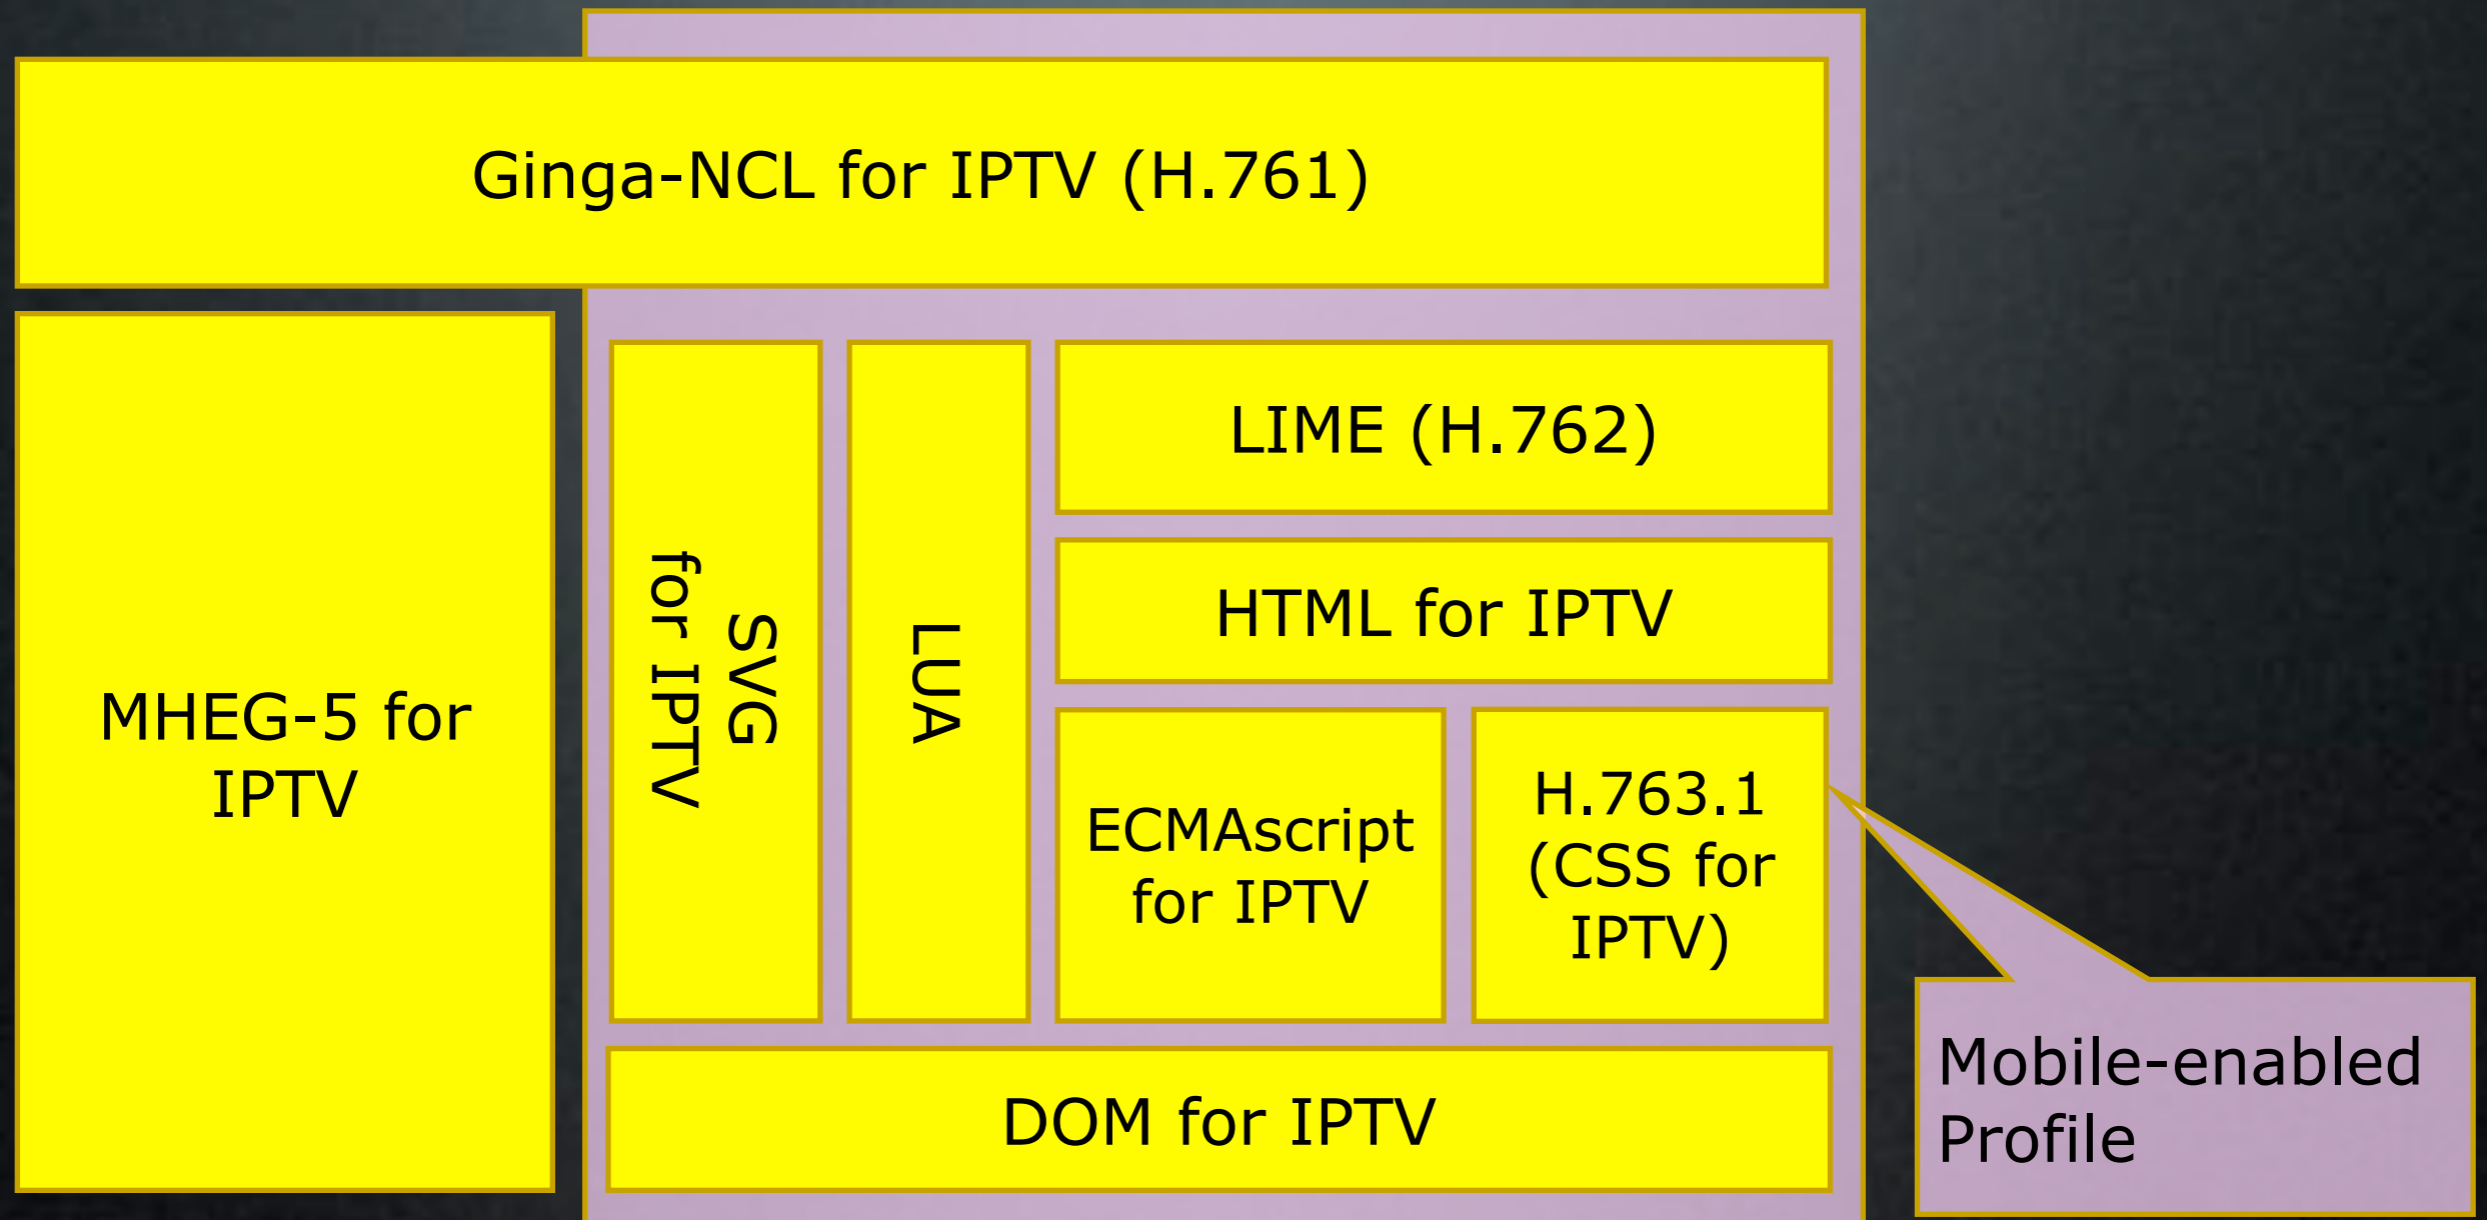 Ginga-NCL for IPTV (H.761)
MHEG-5 for
IPTV
SVG
for IPTV
LUA
LIME (H.762)
HTML for IPTV
ECMAscript
for IPTV
H.763.1
(CSS for
IPTV)
DOM for IPTV
Mobile-enabled
Profile